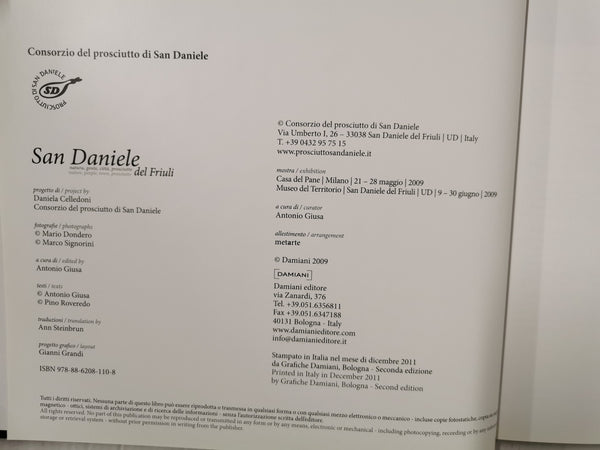 Consorzio del prosciutto di San Daniele
PROSCIUTTO DI SAN DANIELE
SD
San Daniele
natura, gente, città, prosciutto
nature, people, town, prosciutto
del Friuli
progetto di / project by
Daniela Celledoni
Consorzio del prosciutto di San Daniele
fotografie / photographs
© Mario Dondero
© Marco Signorini
a cura di / edited by
Antonio Giusa
testi / texts
© Antonio Giusa
© Pino Roveredo
traduzioni / translation by
Ann Steinbrun
progetto grafico / layout
Gianni Grandi
ISBN 978-88-6208-110-8
© Consorzio del prosciutto di San Daniele
Via Umberto I, 26 – 33048 San Daniele del Friuli | UD | Italy
T. +39 0432 95 75 15
www.prosciuttosandaniele.it
mostra / exhibition
Casa del Pane | Milano | 21 – 28 maggio | 2009
Museo del Territorio | San Daniele del Friuli | UD | 9 – 30 giugno | 2009
a cura di / curator
Antonio Giusa
allestimento / arrangement
metarte
© Damiani 2009
DAMIANI
Damiani editore
via Zanardi, 376
Tel. +39.051.6356811
Fax +39.051.6347188
40131 Bologna - Italy
www.damianieditore.it
info@damianieditore.it
Stampato in Italia nel mese di dicembre 2011
da Grafiche Damiani, Bologna - Seconda edizione
Printed in Italy in December 2011
by Grafiche Damiani, Bologna - Second edition
Tutti i diritti riservati. Nessuna parte di questo libro può essere riprodotta o trasmessa in qualsiasi forma o con qualsiasi mezzo elettronico o meccanico - incluse copie fotostatiche,
magnetico - ottici, sistemi di archiviazione e di ricerca delle informazioni - senza l'autorizzazione scritta dell'editore.
All rights reserved. No part of this publication may be reproduced or transmitted in any form or by any means, electronic or mechanical - including photocopying, recording or by any
storage or retrieval system - without prior permission in writing from the publisher.